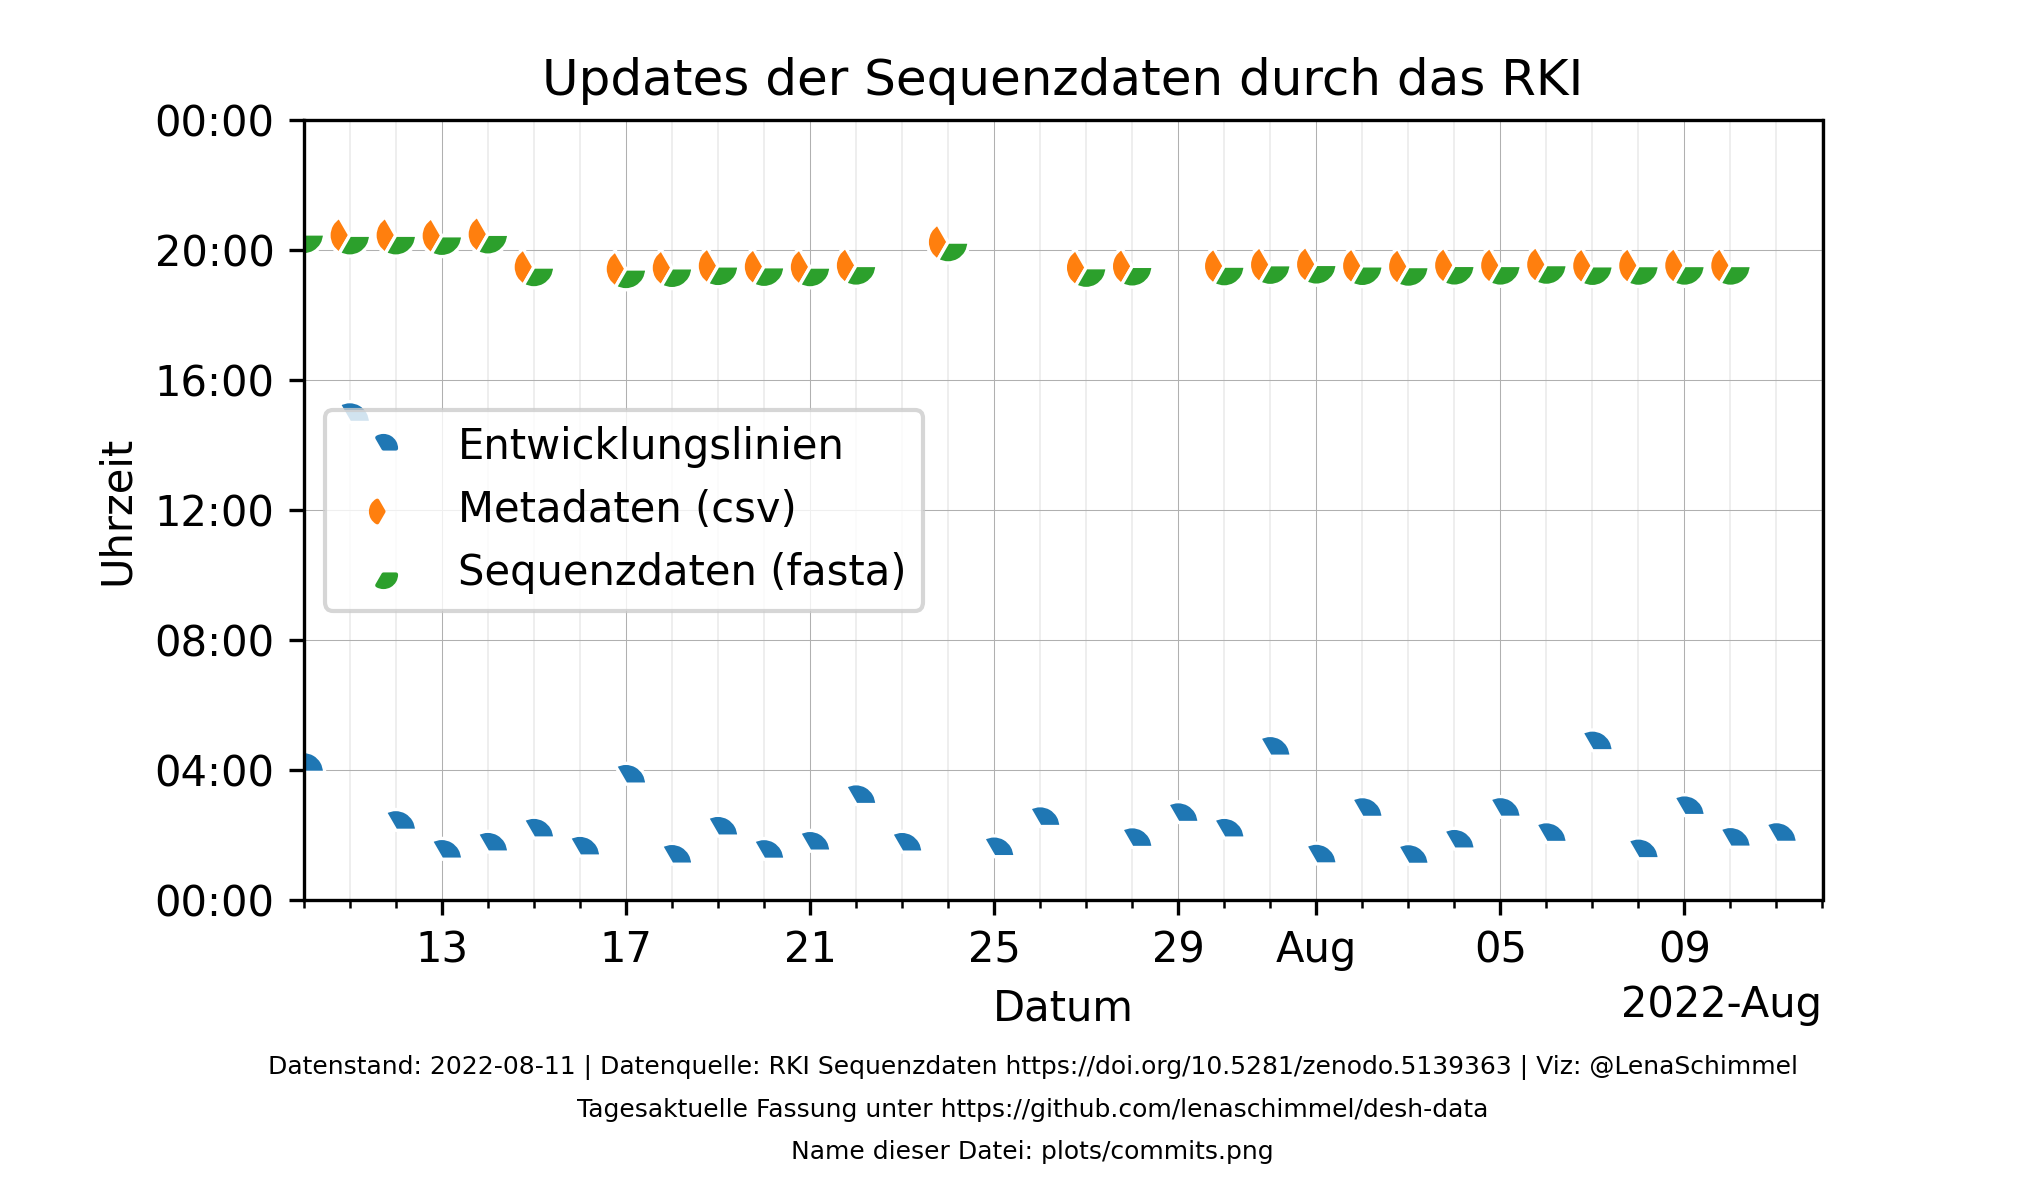 Updates der Sequenzdaten durch das RKI
00:00
20:00
16:00
12:00
08:00
04:00
00:00
Uhrzeit
Entwicklungslinien
Metadaten (csv)
Sequenzdaten (fasta)
13 17 21 25 29 Aug 05 09
Datum
2022-Aug
Datenstand: 2022-08-11 | Datenquelle: RKI Sequenzdaten https://doi.org/10.5281/zenodo.5139363 | Viz: @LenaSchimmel
Tagesaktuelle Fassung unter https://github.com/lenaschimmel/desh-data
Name dieser Datei: plots/commits.png